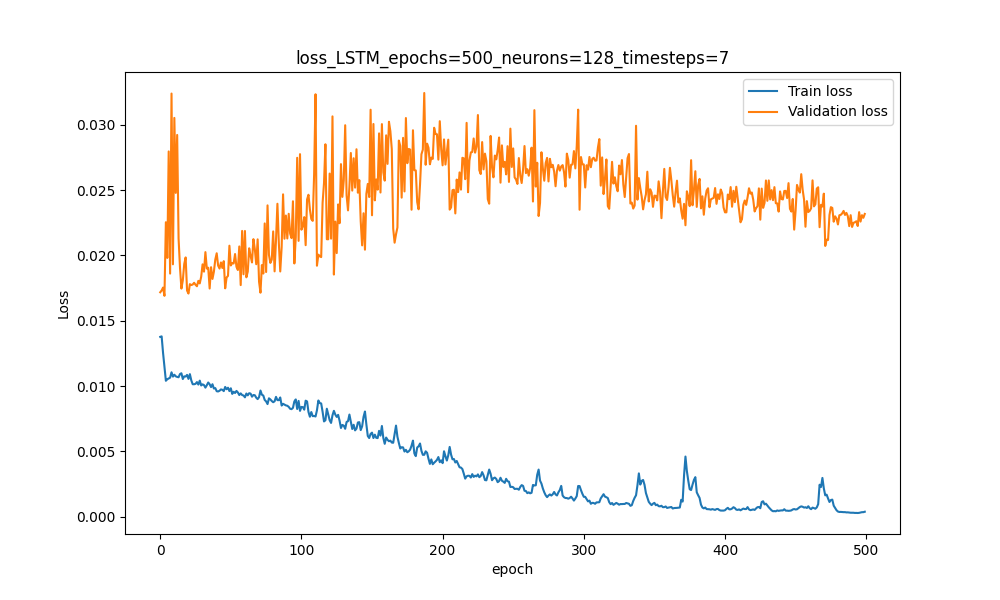 loss_LSTM_epochs=500_neurons=128_timesteps=7
Train loss
Validation loss
0.030
0.025
0.020
0.015
0.010
0.005
0.000
Loss
0 100 200 300 400 500
epoch